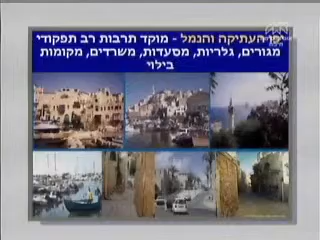 יפו העתיקה והנמל - מוקד תרבות רב תפקודי
מגורים, גלריות, מסעדות, משרדים, מקומות
בילוי